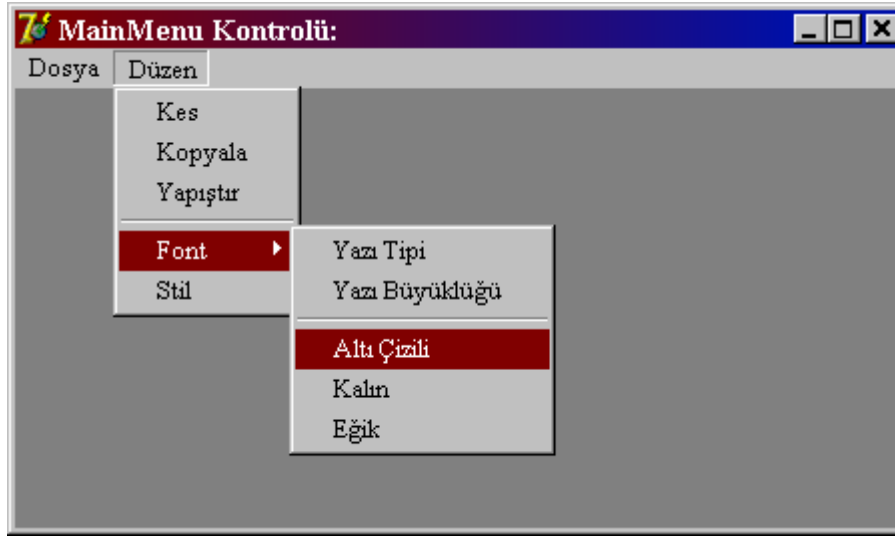 MainMenu Kontrolü:
Dosya Düzen
Kes
Kopyala
Yapıştır
Font
Stil
Yazı Tipi
Yazı Büyüklüğü
Altı Çizili
Kalın
Eğik